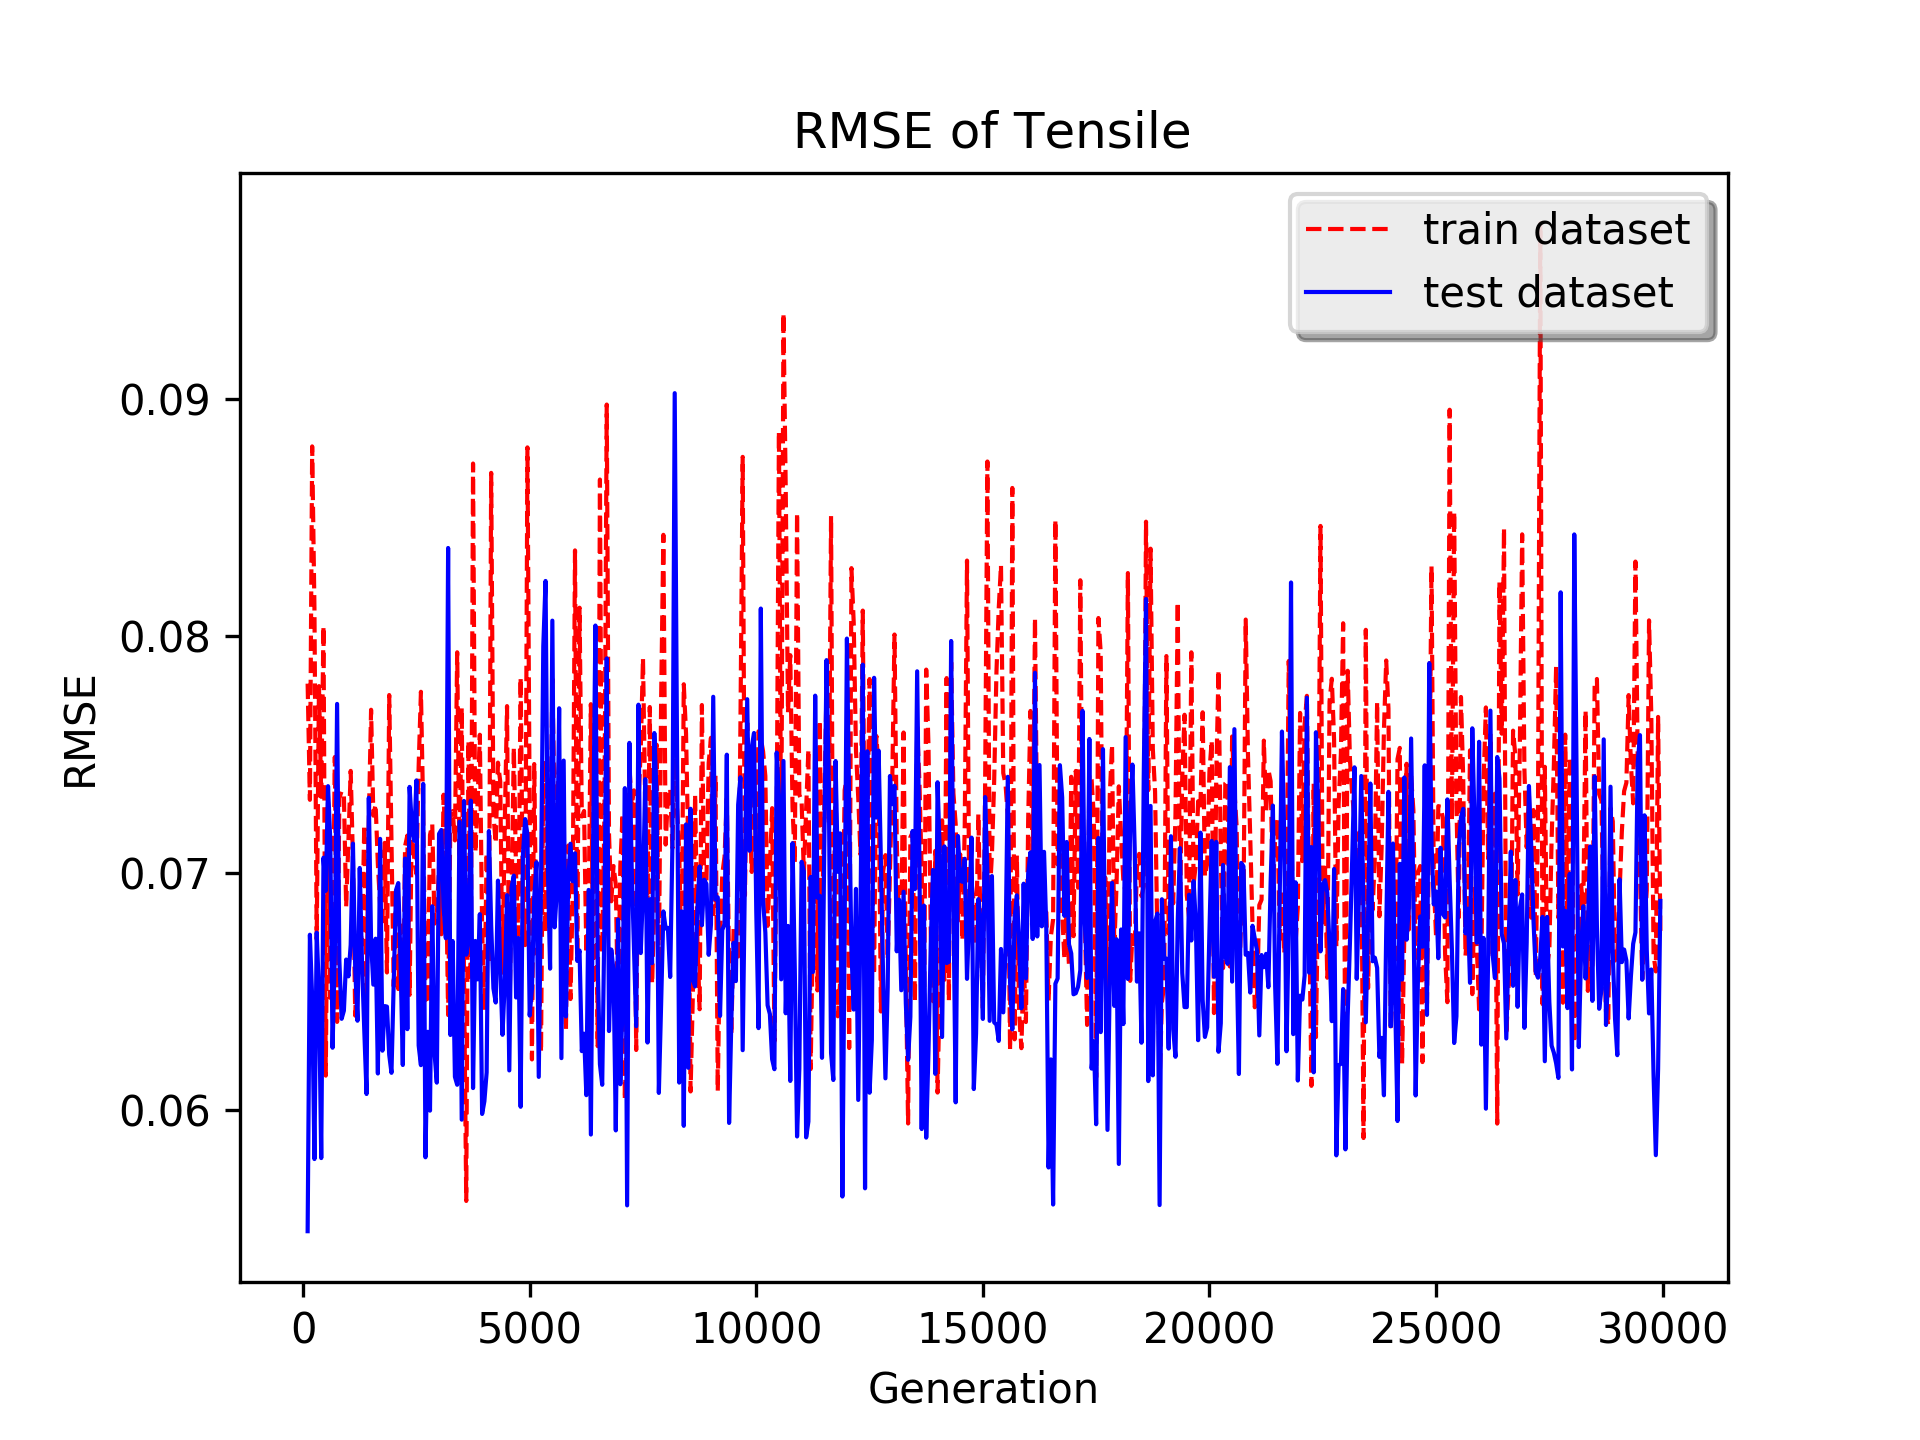 RMSE of Tensile
train dataset
test dataset
RMSE
0.09
0.08
0.07
0.06
0
5000
10000
15000
20000
25000
30000
Generation